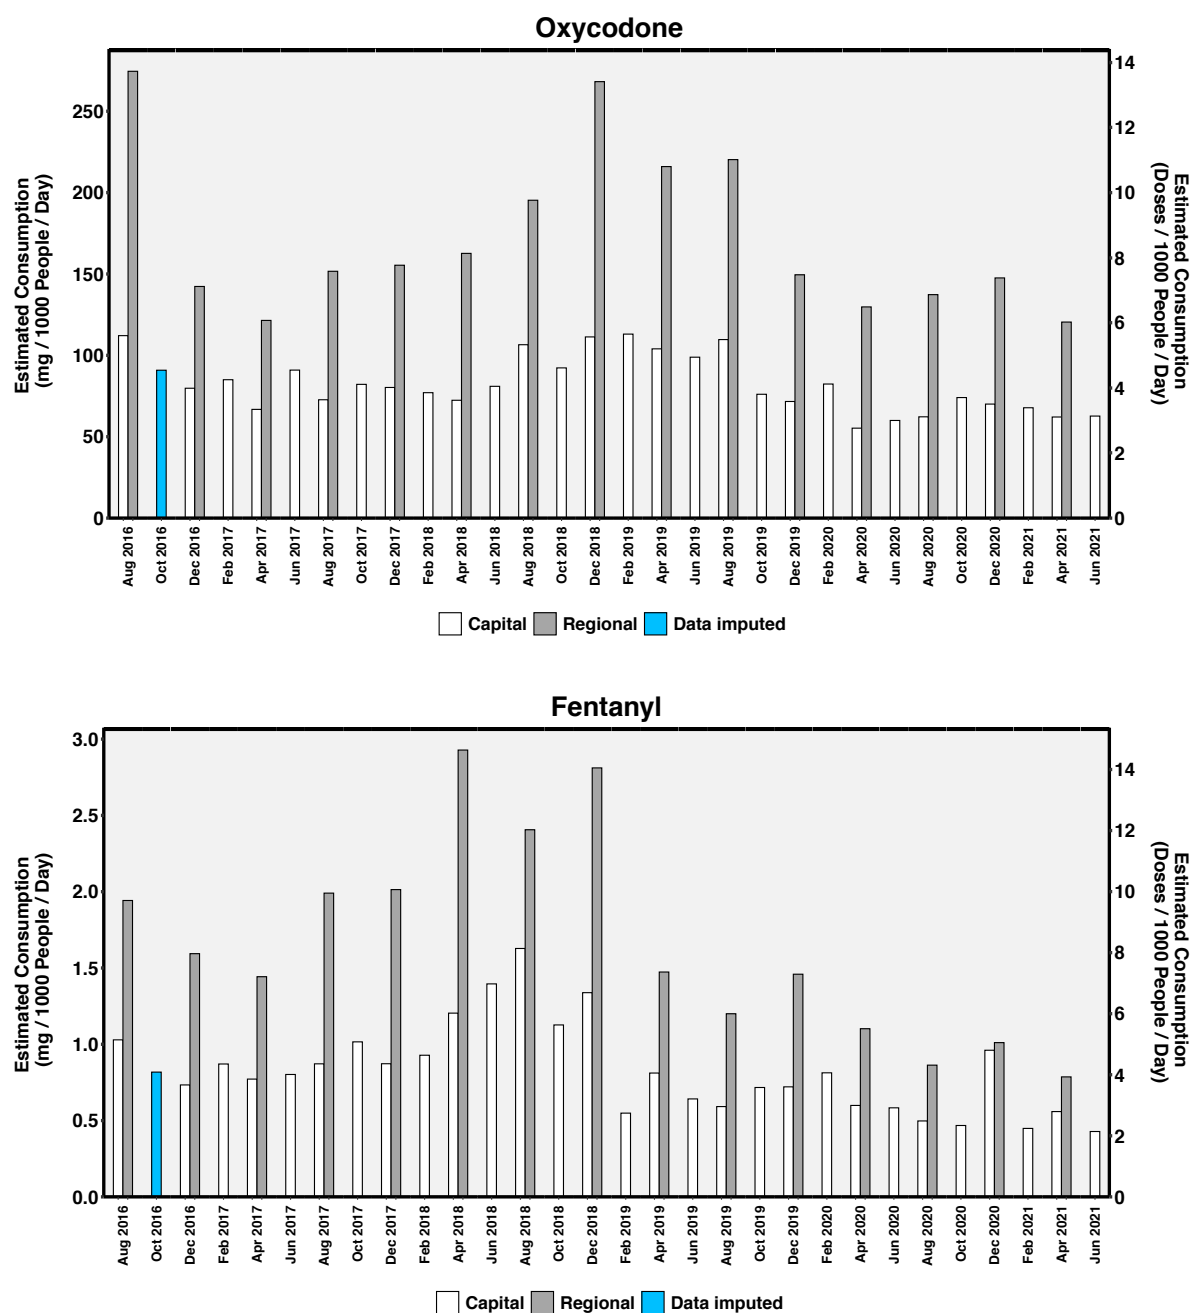 Oxycodone
Estimated Consumption
(mg / 1000 People / Day)
250
200
150
100
50
0
14
12
10
8
6
4
2
0
Estimated Consumption
(Doses / 1000 People / Day)
Aug 2016
Oct 2016
Dec 2016
Feb 2017
Apr 2017
Jun 2017
Aug 2017
Oct 2017
Dec 2017
Feb 2018
Apr 2018
Jun 2018
Aug 2018
Oct 2018
Dec 2018
Feb 2019
Apr 2019
Jun 2019
Aug 2019
Oct 2019
Dec 2019
Feb 2020
Apr 2020
Jun 2020
Aug 2020
Oct 2020
Dec 2020
Feb 2021
Apr 2021
Jun 2021
Capital Regional Data imputed
Fentanyl
Estimated Consumption
(mg / 1000 People / Day)
3.0
2.5
2.0
1.5
1.0
0.5
0.0
14
12
10
8
6
4
2
0
Estimated Consumption
(Doses / 1000 People / Day)
Aug 2016
Oct 2016
Dec 2016
Feb 2017
Apr 2017
Jun 2017
Aug 2017
Oct 2017
Dec 2017
Feb 2018
Apr 2018
Jun 2018
Aug 2018
Oct 2018
Dec 2018
Feb 2019
Apr 2019
Jun 2019
Aug 2019
Oct 2019
Dec 2019
Feb 2020
Apr 2020
Jun 2020
Aug 2020
Oct 2020
Dec 2020
Feb 2021
Apr 2021
Jun 2021
Capital Regional Data imputed